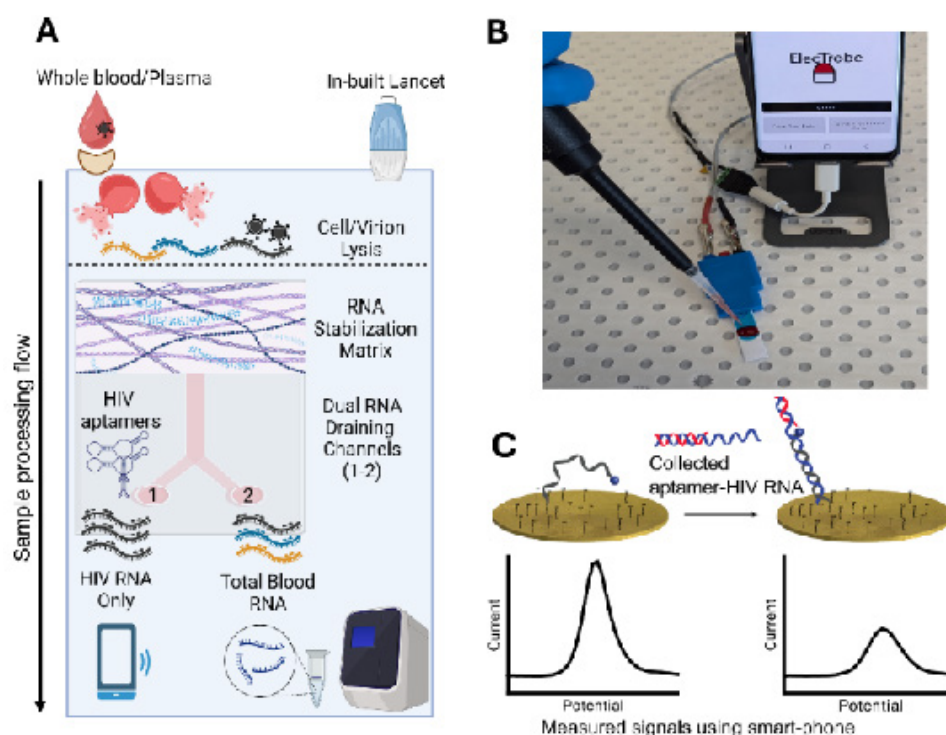 A
Whole blood/Plasma
In-built Lancet
Cell/Virion
Lysis
RNA
Stabilization
Matrix
HIV
aptamers
Dual RNA
Draining
Channels
(1-2)
1
2
HIV RNA
Only
Total Blood
RNA
Sample processing flow
B
ElecTrobe
C
Collected
aptamer-HIV RNA
Current
Potential
Current
Potential
Measured signals using smart-phone